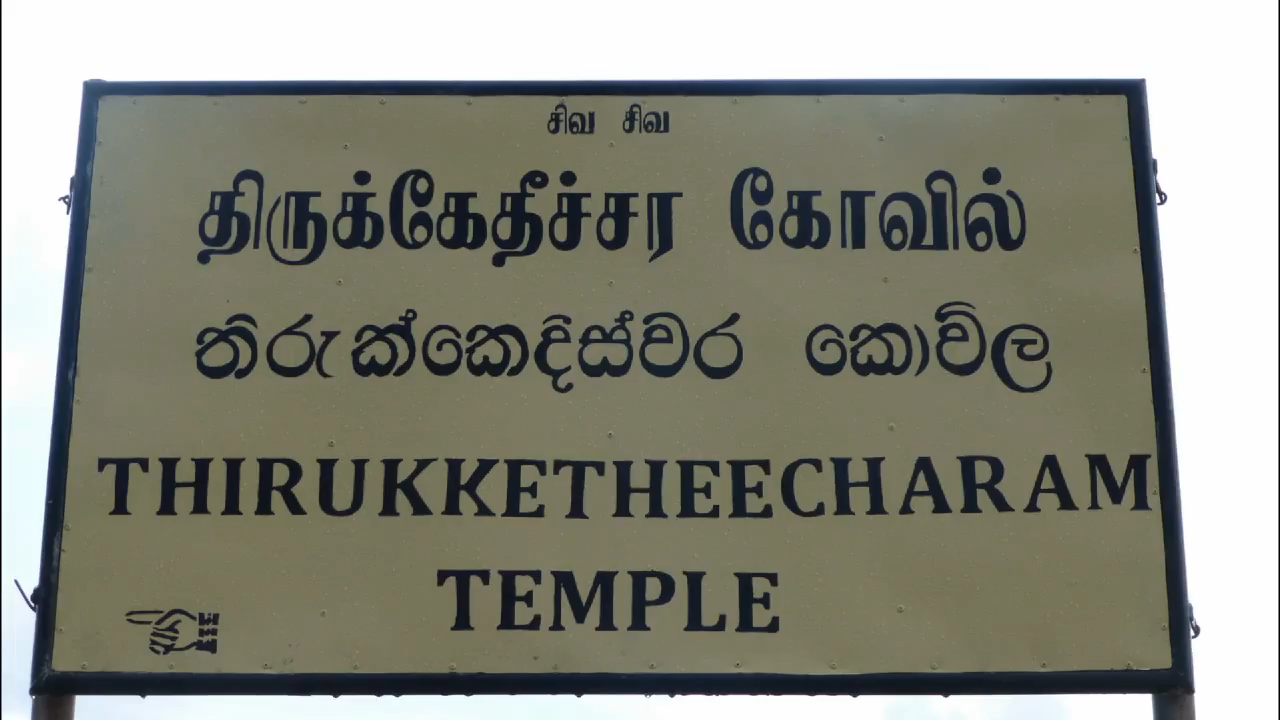 சிவ சிவ
திருக்கேதீச்சர கோவில்
තිරුක්කෙදීස්වර කොවිල
THIRUKKETHEECHARAM
TEMPLE